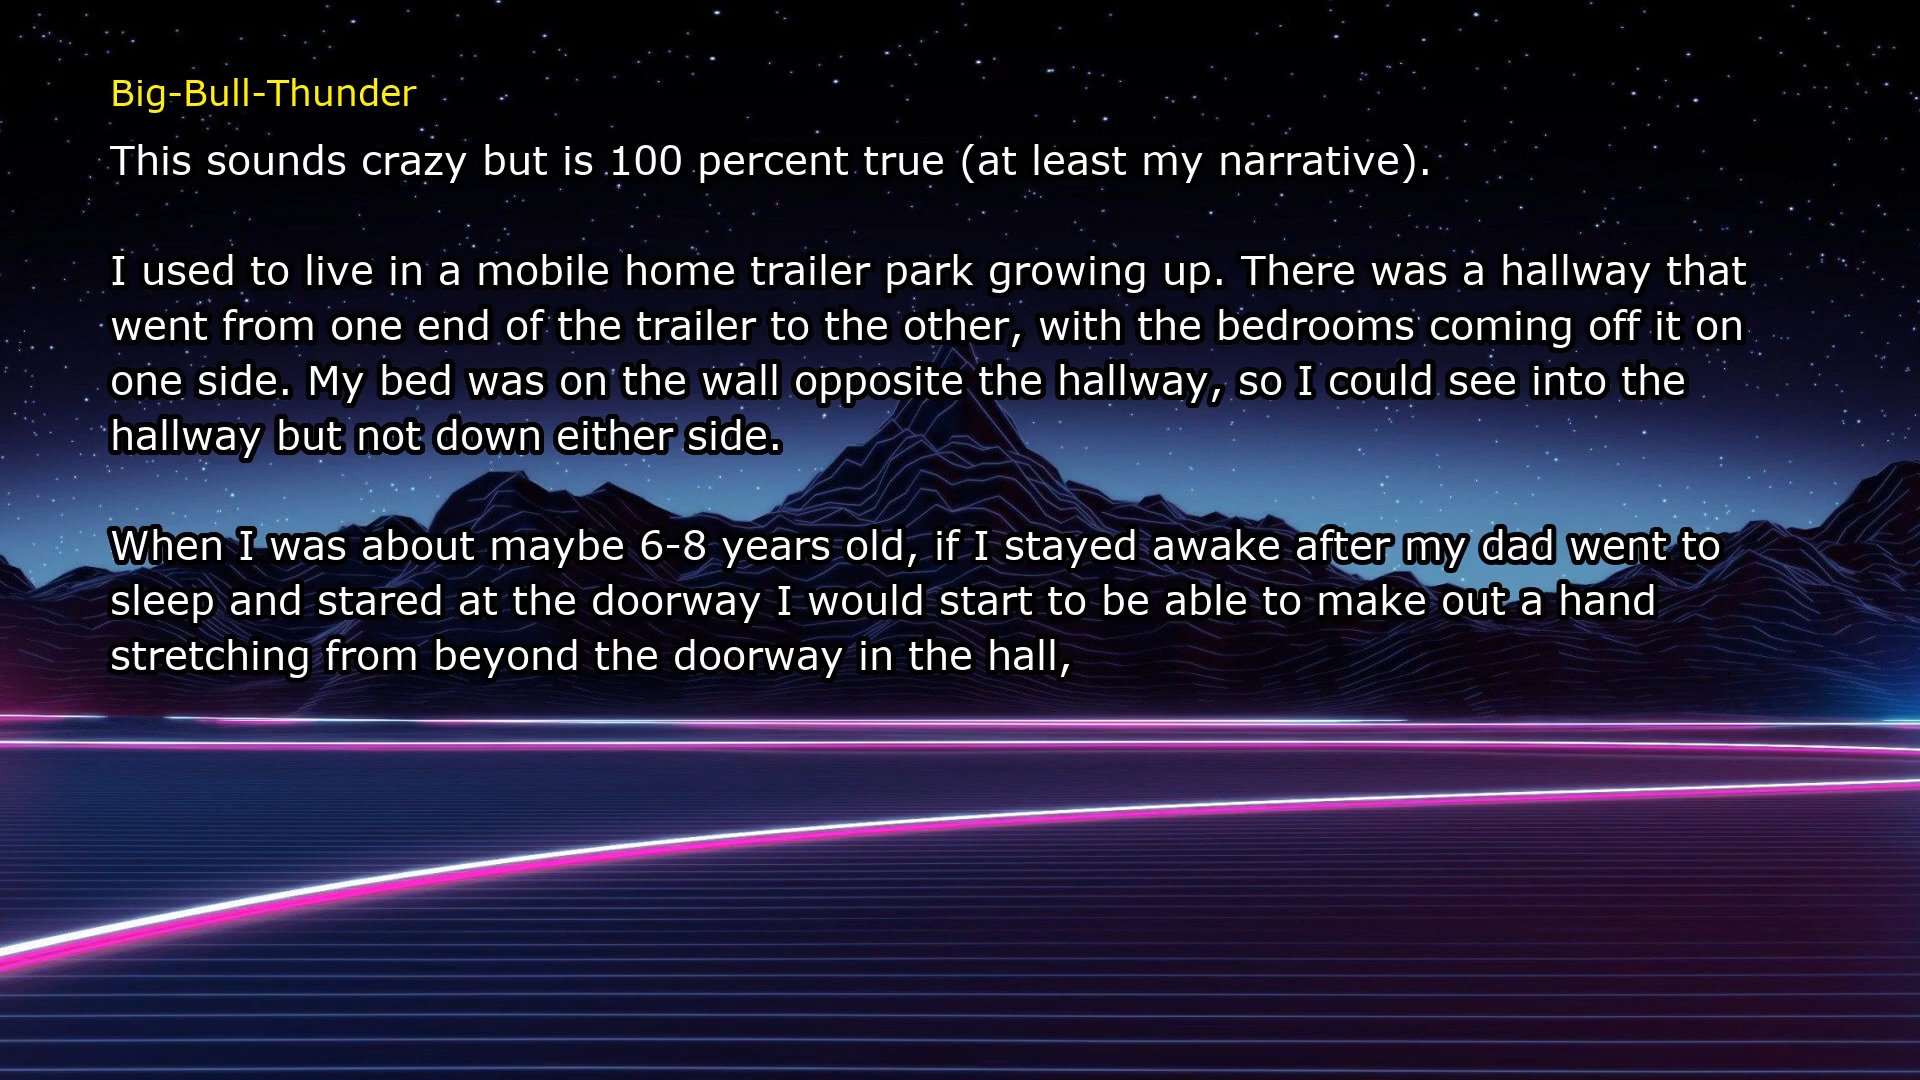 Big-Bull-Thunder
This sounds crazy but is 100 percent true (at least my narrative).
I used to live in a mobile home trailer park growing up. There was a hallway that
went from one end of the trailer to the other, with the bedrooms coming off it on
one side. My bed was on the wall opposite the hallway, so I could see into the
hallway but not down either side.
When I was about maybe 6-8 years old, if I stayed awake after my dad went to
sleep and stared at the doorway I would start to be able to make out a hand
stretching from beyond the doorway in the hall,